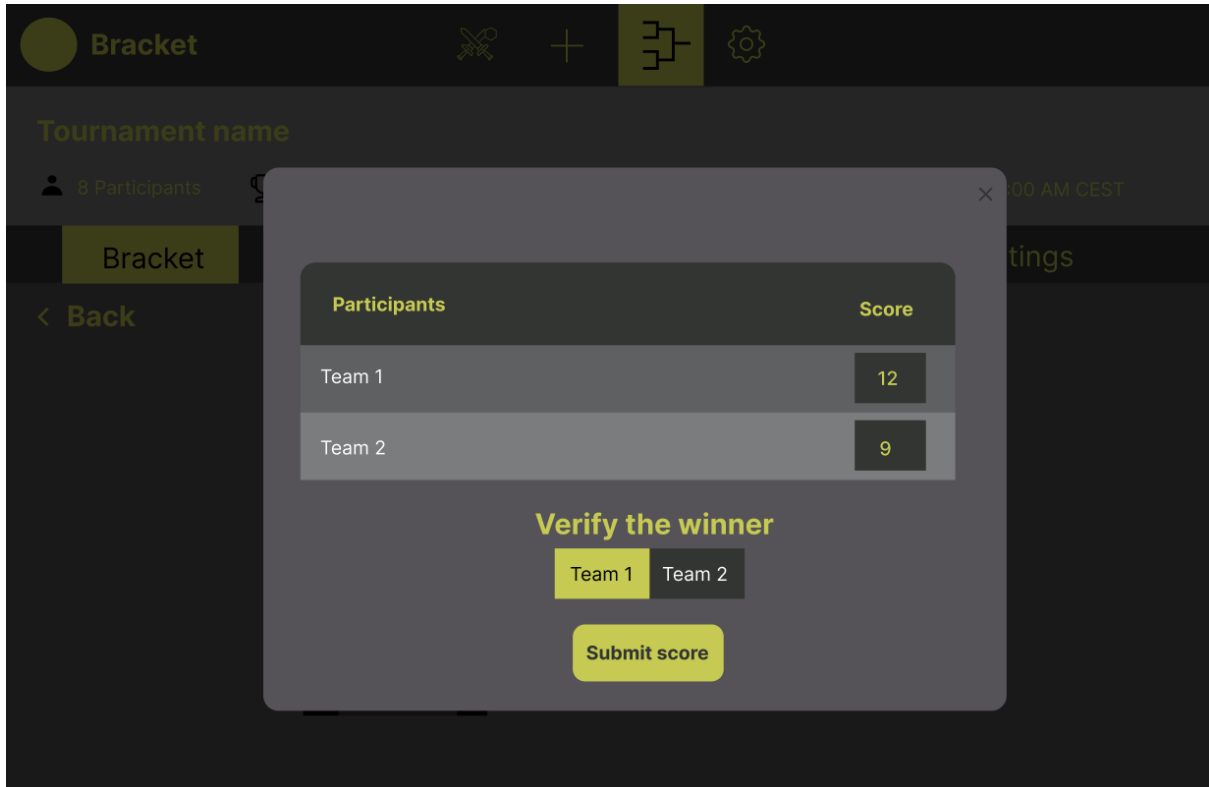 Bracket
Tournament name
8 Participants
:00 AM CEST
Bracket
tings
< Back
×
Participants Score
Team 1 12
Team 2 9
Verify the winner
Team 1 Team 2
Submit score